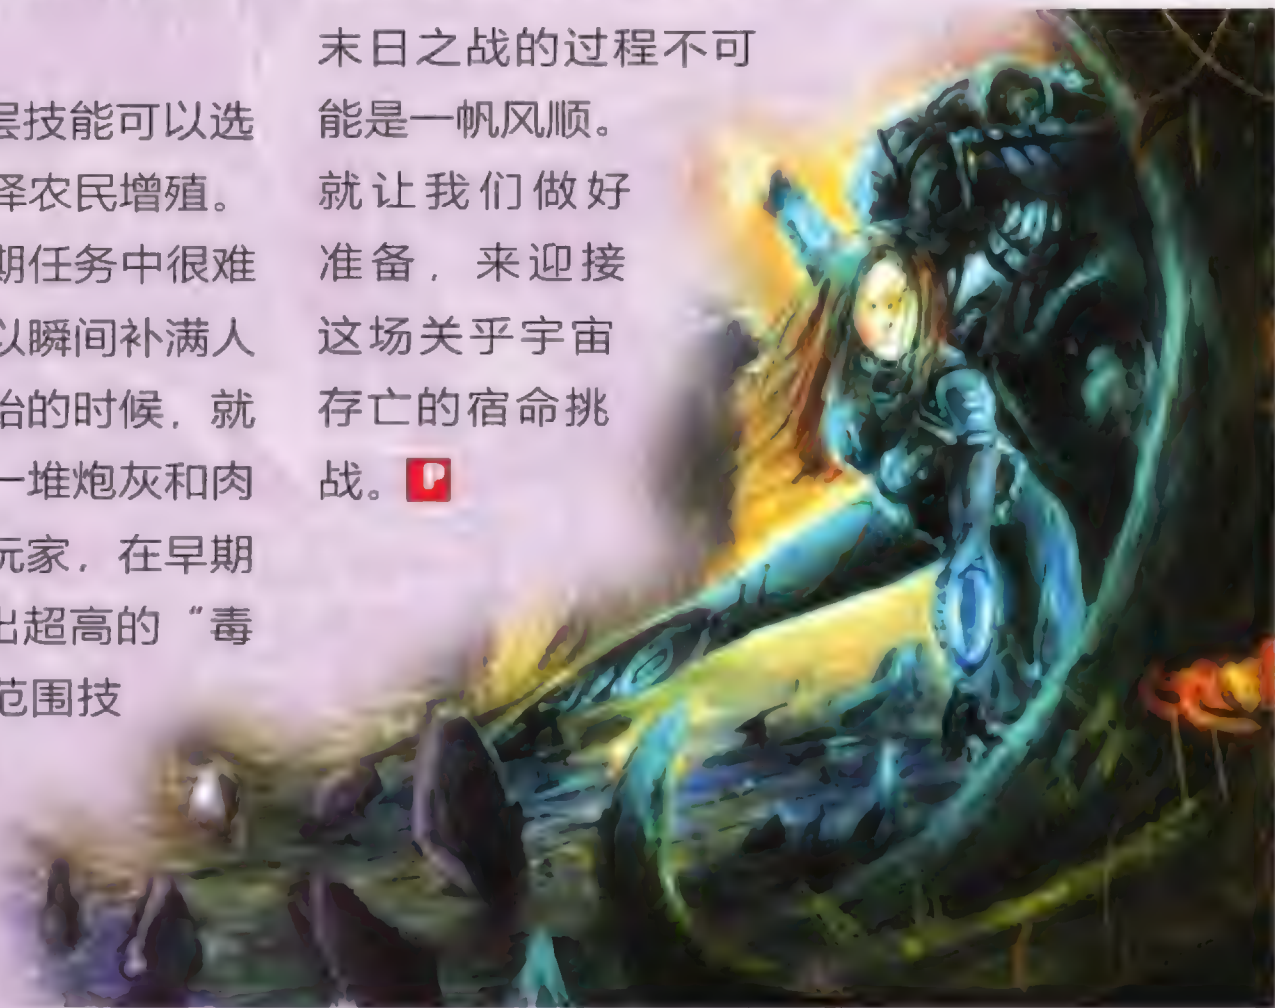 层技能可以选
择农民增殖。
期任务中很难
以瞬间补满人
始的时候，就
一堆炮灰和肉
玩家，在早期
出超高的“毒
范围技
末日之战的过程不可
能是一帆风顺。
就让我们做好
准备，来迎接
这场关乎宇宙
存亡的宿命挑
战。P